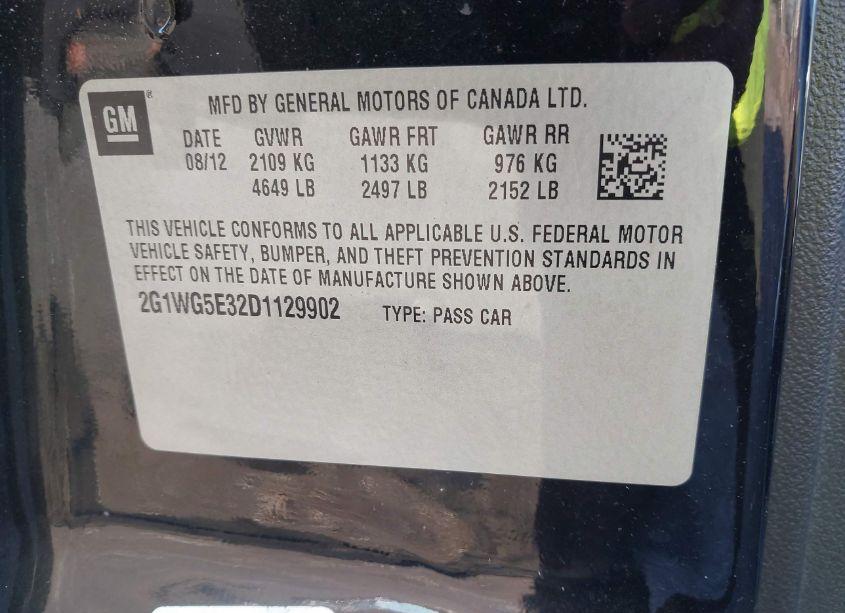 GM ®
MFD BY GENERAL MOTORS OF CANADA LTD.
DATE GVWR GAWR FRT GAWR RR
08/12 2109 KG 1133 KG 976 KG
4649 LB 2497 LB 2152 LB
THIS VEHICLE CONFORMS TO ALL APPLICABLE U.S. FEDERAL MOTOR
VEHICLE SAFETY, BUMPER, AND THEFT PREVENTION STANDARDS IN
EFFECT ON THE DATE OF MANUFACTURE SHOWN ABOVE.
2G1WG5E32D1129902 TYPE: PASS CAR